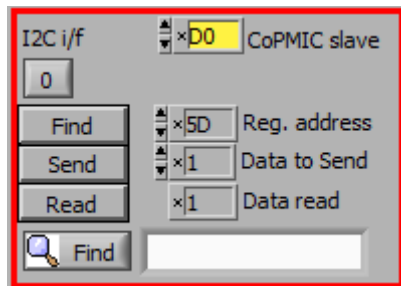 I2C i/f ×D0 CoPMIC slave
0
Find ×5D Reg. address
Send ×1 Data to Send
Read ×1 Data read
Find